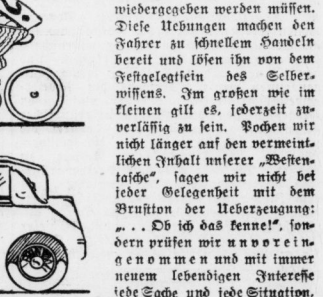 wiedergegeben werden müssen.
Diese Uebungen machen den
Fahrer zu schnellem Handeln
bereit und lösen ihn von dem
Festgelegtsein des Selber-
wissens. Im großen wie im
kleinen gilt es, jederzeit zu-
verlässig zu sein. Pochen wir
nicht länger auf den vermeint-
lichen Inhalt unserer „Westen-
tasche“, sagen wir nicht bei
jeder Gelegenheit mit dem
Brustton der Ueberzeugung:
„. . . Ob ich das kenne!“, son-
dern prüfen wir unvorein-
genommen und mit immer
neuem lebendigen Interesse
jede Sache und jede Situation.